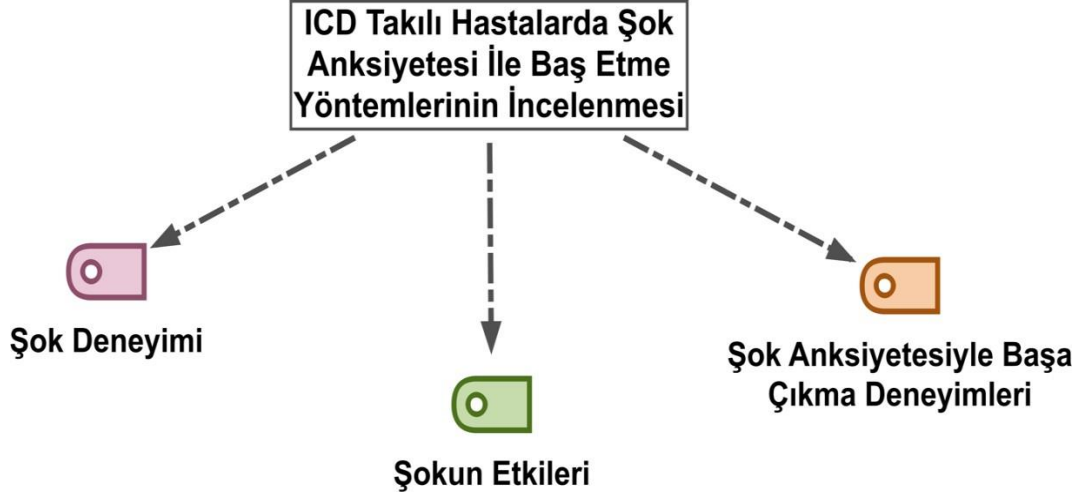 ICD Takılı Hastalarda Şok
Anksiyetesi İle Baş Etme
Yöntemlerinin İncelenmesi
Şok Deneyimi
Şok Anksiyetesiyle Başa
Çıkma Deneyimleri
Şokun Etkileri